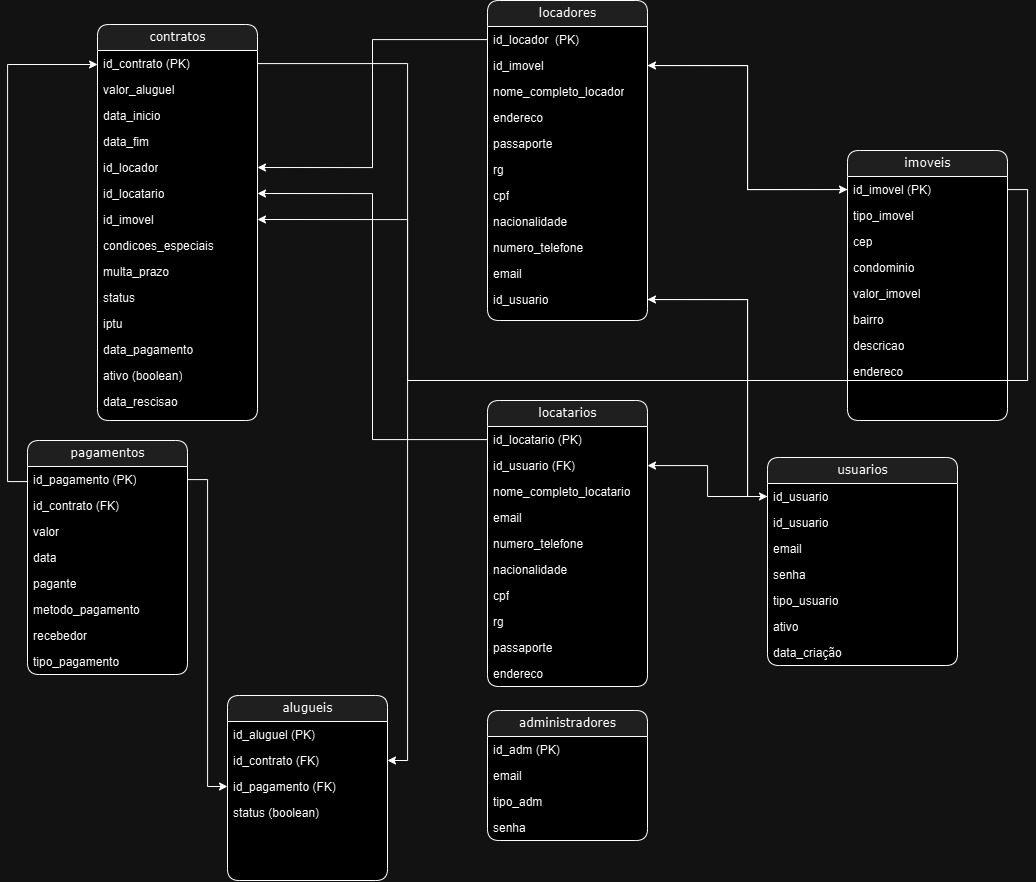 contratos
id_contrato (PK)
valor_aluguel
data_inicio
data_fim
id_locador
id_locatario
id_imovel
condicoes_especiais
multa_prazo
status
iptu
data_pagamento
ativo (boolean)
data_rescisao
locadores
id_locador  (PK)
id_imovel
nome_completo_locador
endereco
passaporte
rg
cpf
nacionalidade
numero_telefone
email
id_usuario
imoveis
id_imovel (PK)
tipo_imovel
cep
condominio
valor_imovel
bairro
descricao
endereco
pagamentos
id_pagamento (PK)
id_contrato (FK)
valor
data
pagante
metodo_pagamento
recebedor
tipo_pagamento
locatarios
id_locatario (PK)
id_usuario (FK)
nome_completo_locatario
email
numero_telefone
nacionalidade
cpf
rg
passaporte
endereco
usuarios
id_usuario
id_usuario
email
senha
tipo_usuario
ativo
data_criação
alugueis
id_aluguel (PK)
id_contrato (FK)
id_pagamento (FK)
status (boolean)
administradores
id_adm (PK)
email
tipo_adm
senha